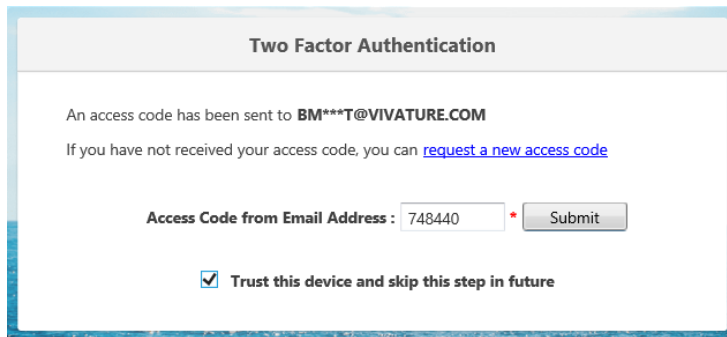 Two Factor Authentication
An access code has been sent to BM***T@VIVATURE.COM
If you have not received your access code, you can request a new access code
Access Code from Email Address : 748440 * Submit
Trust this device and skip this step in future